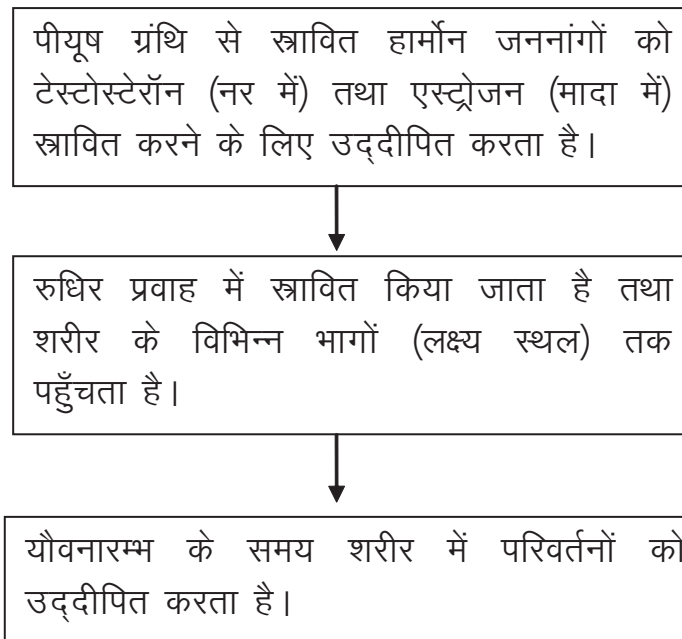 पीयूष ग्रंथि से स्रावित हार्मोन जननांगों को
टेस्टोस्टेरॉन (नर में) तथा एस्ट्रोजन (मादा में)
स्रावित करने के लिए उद्दीपित करता है।
रुधिर प्रवाह में स्रावित किया जाता है तथा
शरीर के विभिन्न भागों (लक्ष्य स्थल) तक
पहुँचता है।
यौवनारम्भ के समय शरीर में परिवर्तनों को
उद्दीपित करता है।